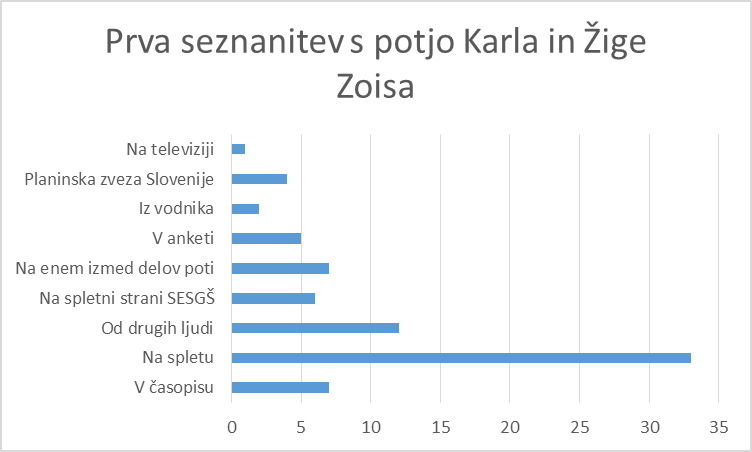 Prva seznanitev s potjo Karla in Žige
Zoisa
Na televiziji
Planinska zveza Slovenije
Iz vodnika
V anketi
Na enem izmed delov poti
Na spletni strani SESGŠ
Od drugih ljudi
Na spletu
V časopisu
0 5 10 15 20 25 30 35